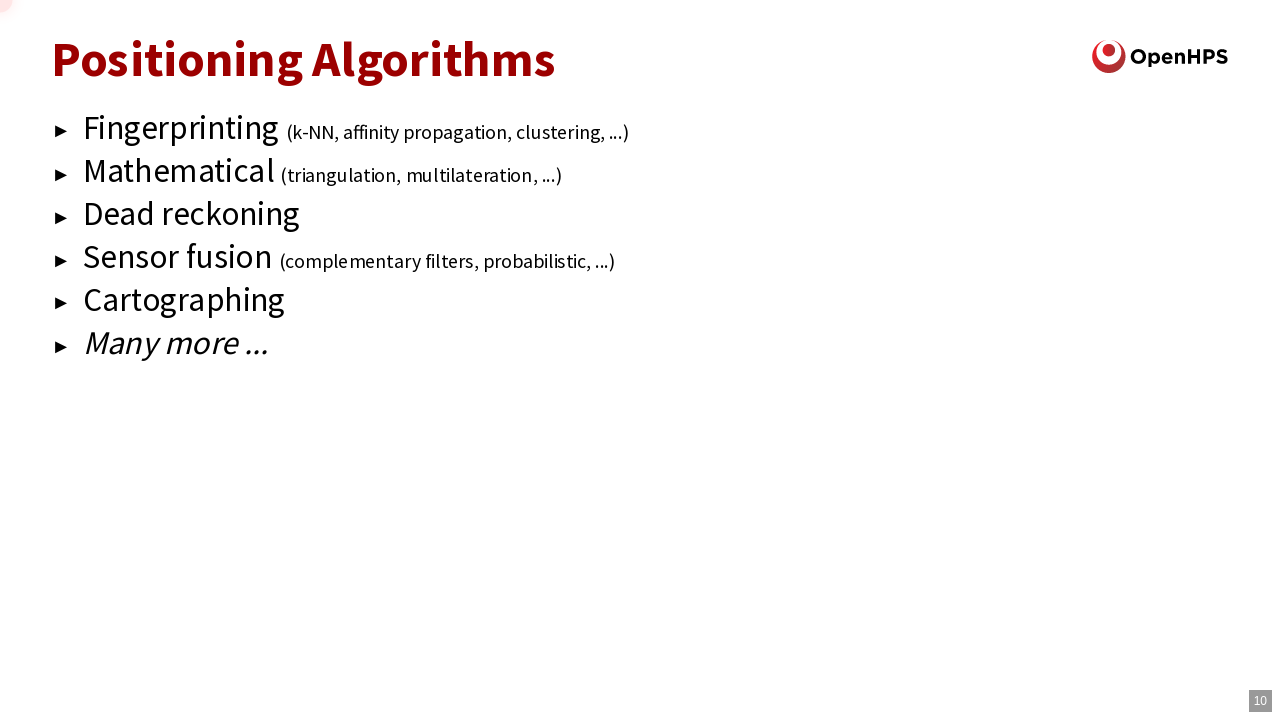 Positioning Algorithms
OpenHPS
► Fingerprinting (k-NN, affinity propagation, clustering, ...)
► Mathematical (triangulation, multilateration, ...)
► Dead reckoning
► Sensor fusion (complementary filters, probabilistic, ...)
► Cartographing
► Many more ...
10